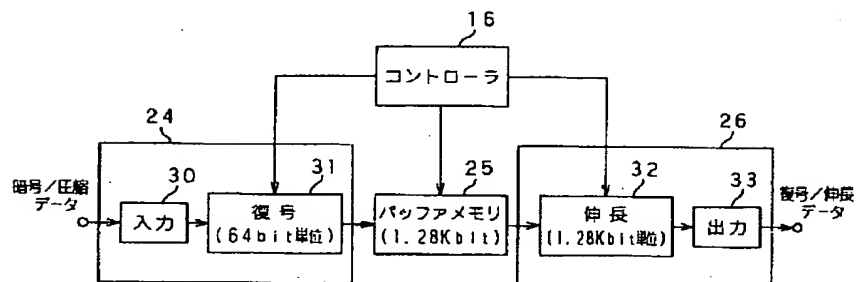 16
コントローラ
24
26
30
31
25
32
33
暗号/圧縮
データ
入力
復号
(64bit単位)
バッファメモリ
(1.28Kbit)
伸長
(1.28Kbit単位)
出力
復号/伸長
データ